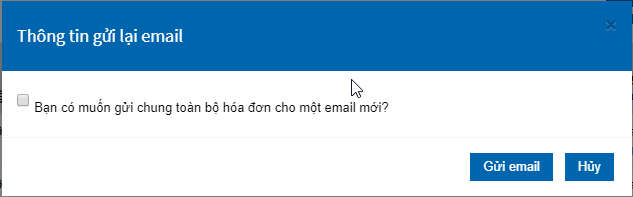 Thông tin gửi lại email
Bạn có muốn gửi chung toàn bộ hóa đơn cho một email mới?
Gửi email Hủy